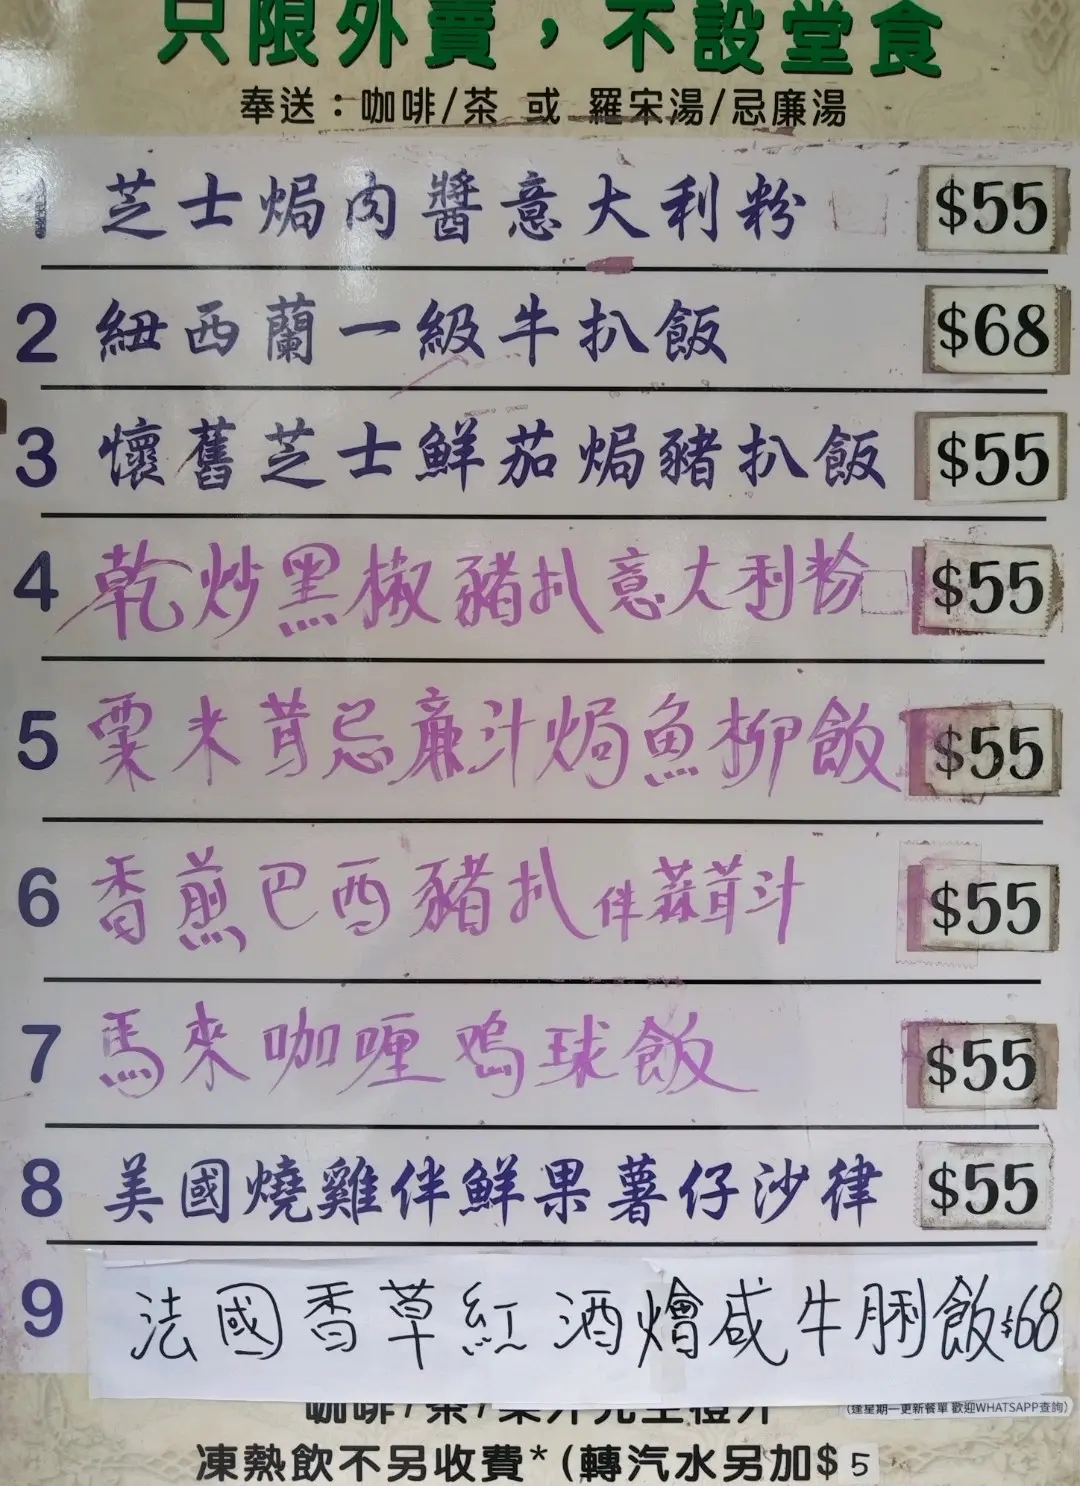 只限外賣，不設堂食
奉送：咖啡/茶 或 羅宋湯/忌廉湯
1 芝士焗肉醬意大利粉 $55
2 紐西蘭一級牛扒飯 $68
3 懷舊芝士鮮茄焗豬扒飯 $55
4 乾炒黑椒豬扒意大利粉 $55
5 粟米茸忌廉汁焗魚柳飯 $55
6 香煎巴西豬扒伴蒜茸汁 $55
7 馬來咖喱鸡球飯 $55
8 美國燒雞伴鮮果薯仔沙律 $55
9 法國香草紅酒燴咸牛脷飯 $68
咖啡/茶/
(逢星期一更新餐單 歡迎WHATSAPP查詢)
凍熱飲不另收費*(轉汽水另加$5